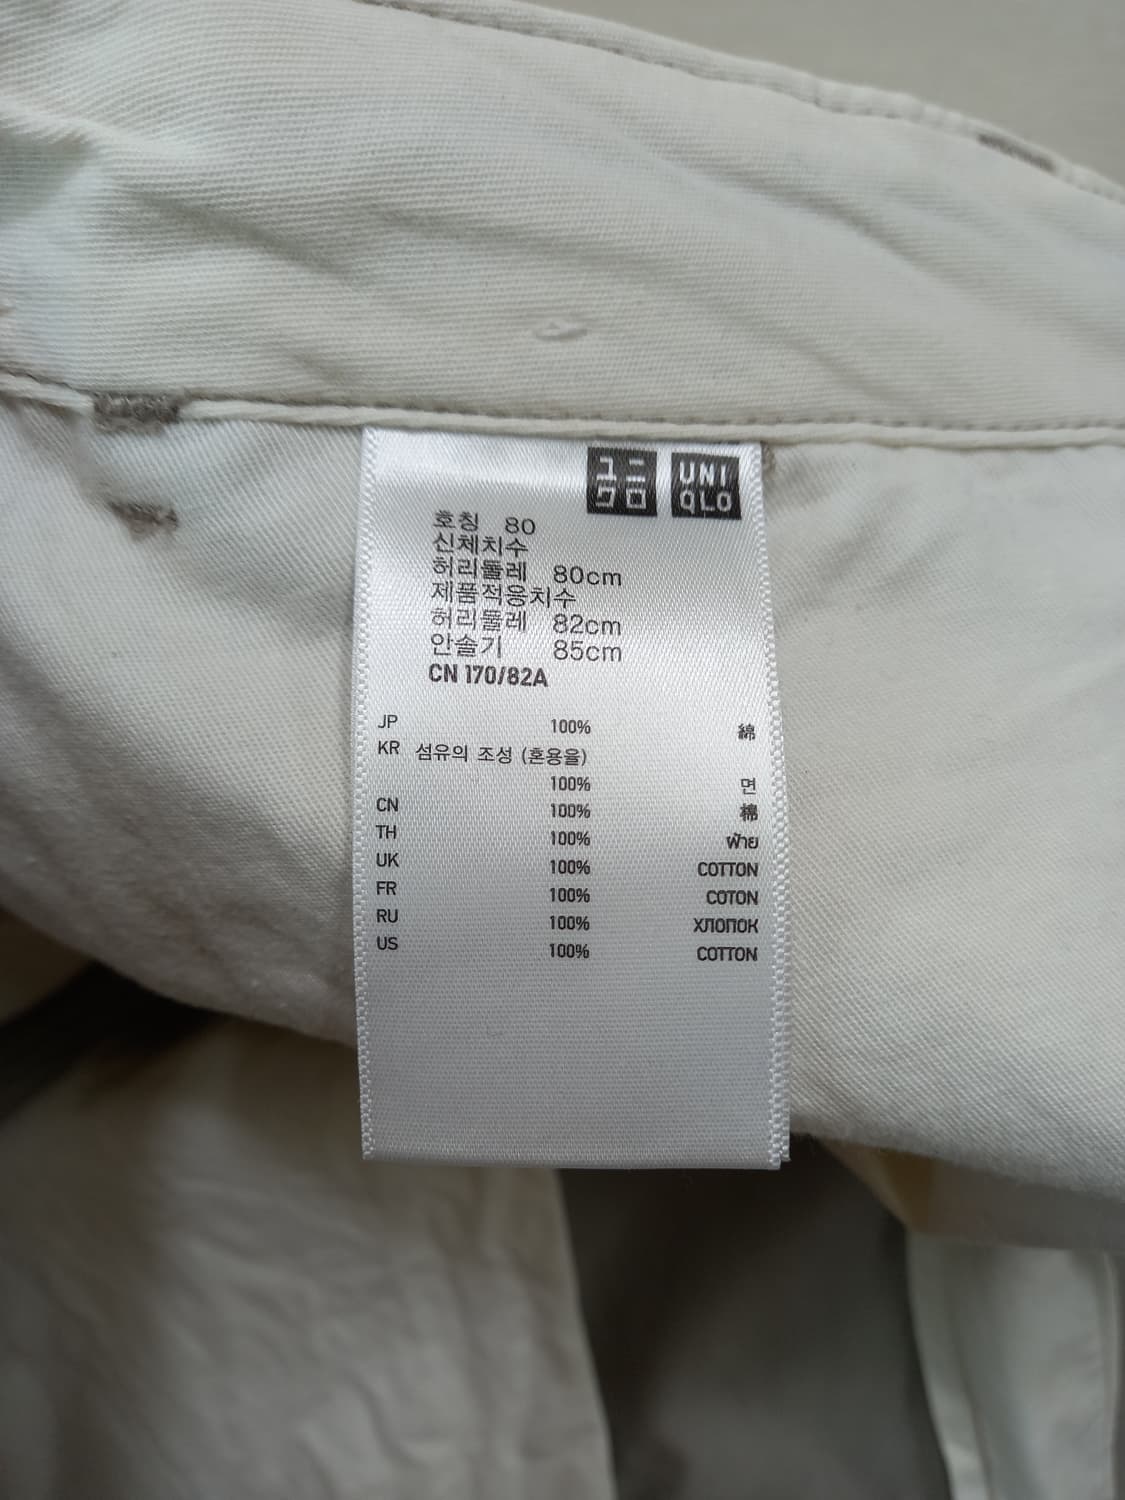 ユニ
クロ
UNI
QLO
호칭 80
신체치수
허리둘레 80cm
제품적응치수
허리둘레 82cm
안솔기 85cm
CN 170/82A
JP 100% 綿
KR 섬유의 조성 (혼용율)
100% 면
CN 100% 棉
TH 100% ฝ้าย
UK 100% COTTON
FR 100% COTON
RU 100% ХЛОПОК
US 100% COTTON